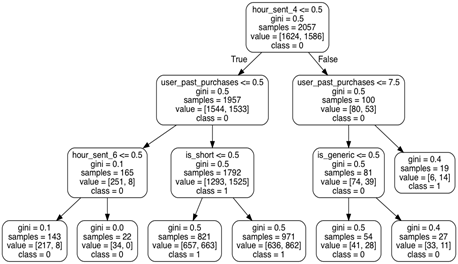 hour_sent_4 <= 0.5
gini = 0.5
samples = 2057
value = [1624, 1586]
class = 0
True
False
user_past_purchases <= 0.5
gini = 0.5
samples = 1957
value = [1544, 1533]
class = 0
user_past_purchases <= 7.5
gini = 0.5
samples = 100
value = [80, 53]
class = 0
hour_sent_6 <= 0.5
gini = 0.1
samples = 165
value = [251, 8]
class = 0
is_short <= 0.5
gini = 0.5
samples = 1792
value = [1293, 1525]
class = 1
is_generic <= 0.5
gini = 0.5
samples = 81
value = [74, 39]
class = 0
gini = 0.4
samples = 19
value = [6, 14]
class = 1
gini = 0.1
samples = 143
value = [217, 8]
class = 0
gini = 0.0
samples = 22
value = [34, 0]
class = 0
gini = 0.5
samples = 821
value = [657, 663]
class = 1
gini = 0.5
samples = 971
value = [636, 862]
class = 1
gini = 0.5
samples = 54
value = [41, 28]
class = 0
gini = 0.4
samples = 27
value = [33, 11]
class = 0